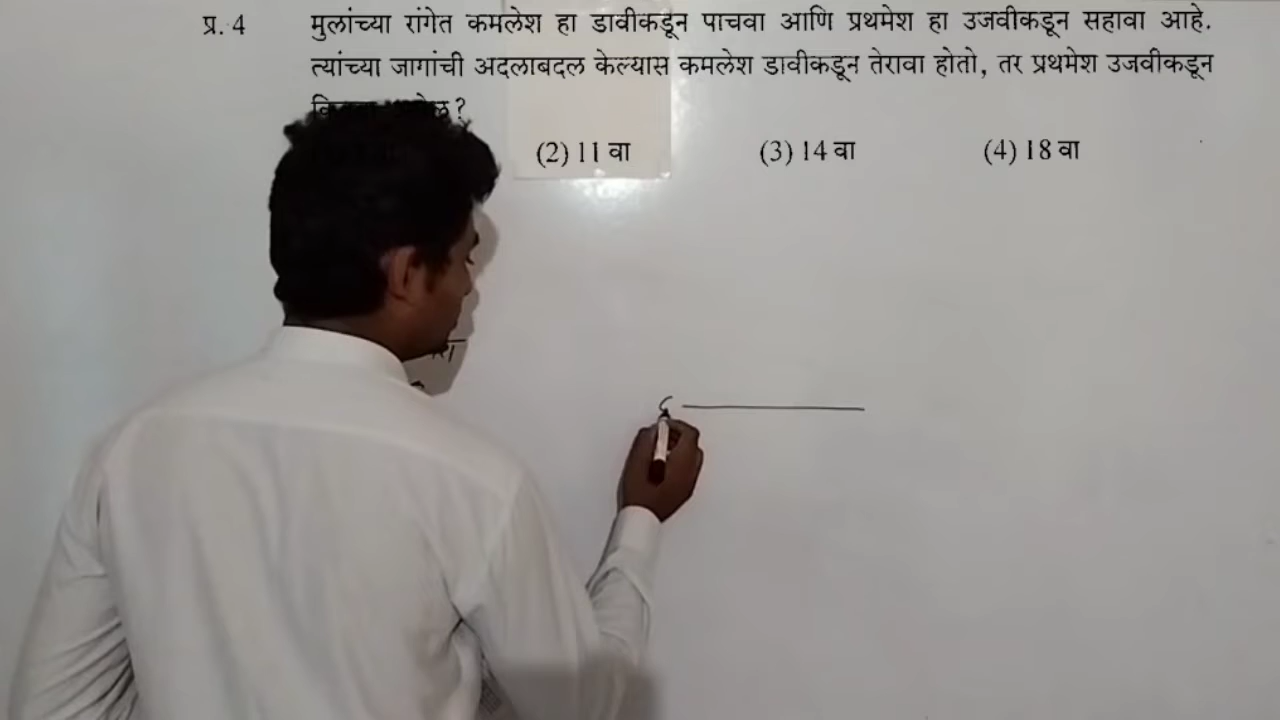 प्र. 4 मुलांच्या रांगेत कमलेश हा डावीकडून पाचवा आणि प्रथमेश हा उजवीकडून सहावा आहे.
त्यांच्या जागांची अदलाबदल केल्यास कमलेश डावीकडून तेरावा होतो, तर प्रथमेश उजवीकडून
(2) 11 वा (3) 14 वा (4) 18 वा